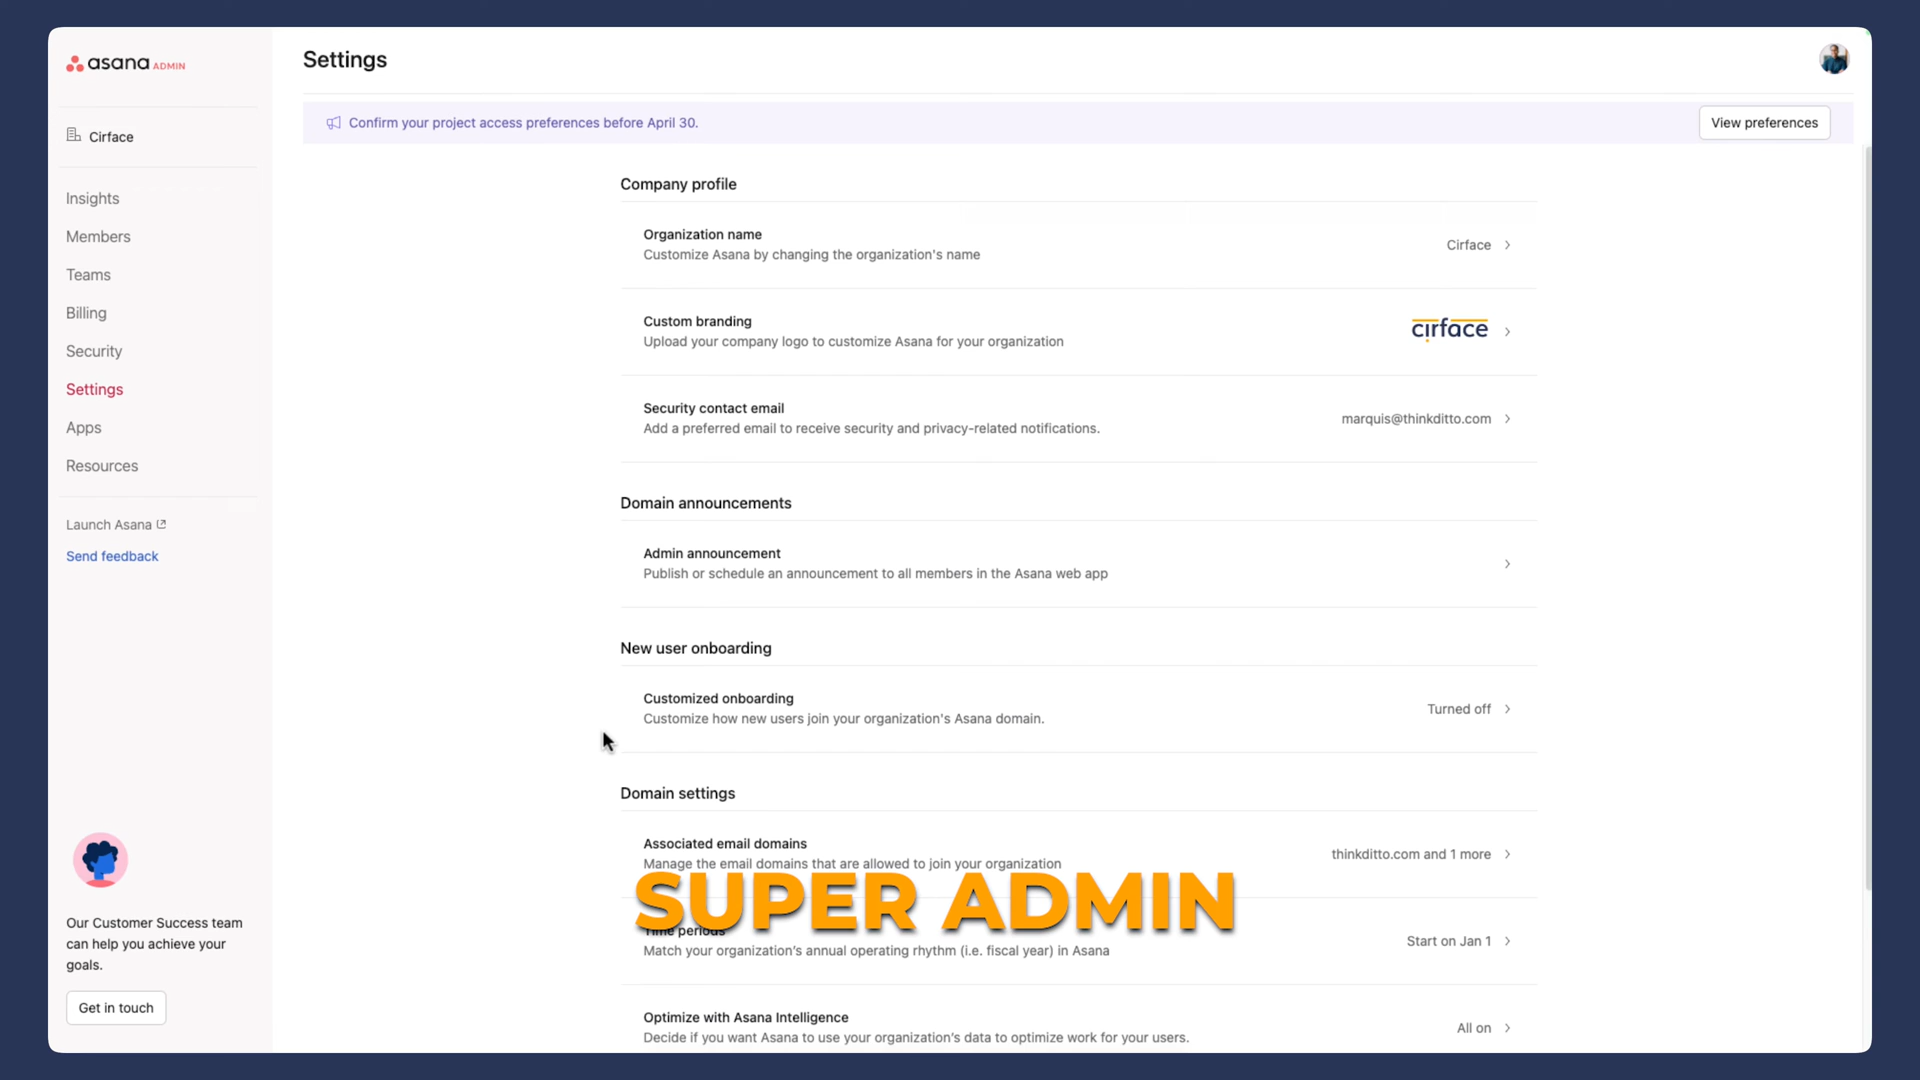 asana ADMIN
Settings
Cirface
Confirm your project access preferences before April 30.
View preferences
Insights
Members
Teams
Billing
Security
Settings
Apps
Resources
Launch Asana
Send feedback
Our Customer Success team
can help you achieve your
goals.
Get in touch
Company profile
Organization name
Customize Asana by changing the organization's name
Cirface
Custom branding
Upload your company logo to customize Asana for your organization
cirface
Security contact email
Add a preferred email to receive security and privacy-related notifications.
marquis@thinkditto.com
Domain announcements
Admin announcement
Publish or schedule an announcement to all members in the Asana web app
New user onboarding
Customized onboarding
Customize how new users join your organization's Asana domain.
Turned off
Domain settings
Associated email domains
Manage the email domains that are allowed to join your organization
thinkditto.com and 1 more
SUPER ADMIN
Time periods
Match your organization's annual operating rhythm (i.e. fiscal year) in Asana
Start on Jan 1
Optimize with Asana Intelligence
Decide if you want Asana to use your organization's data to optimize work for your users.
All on